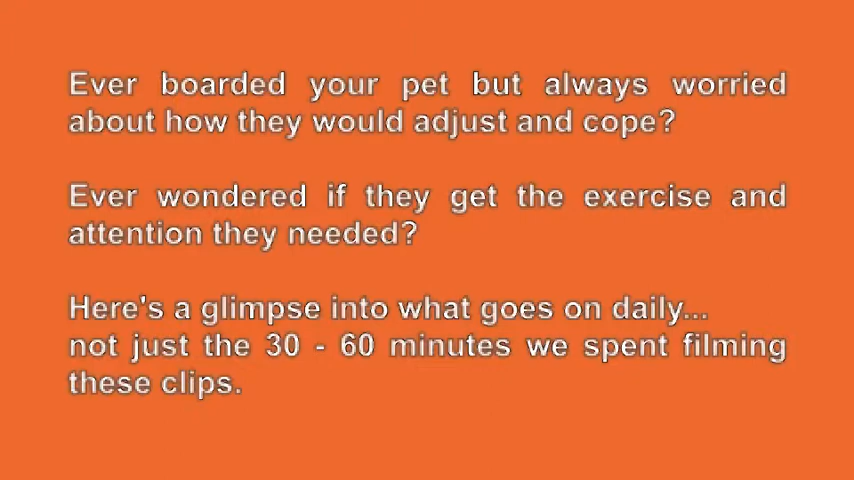 Ever boarded your pet but always worried
about how they would adjust and cope?
Ever wondered if they get the exercise and
attention they needed?
Here's a glimpse into what goes on daily...
not just the 30 - 60 minutes we spent filming
these clips.